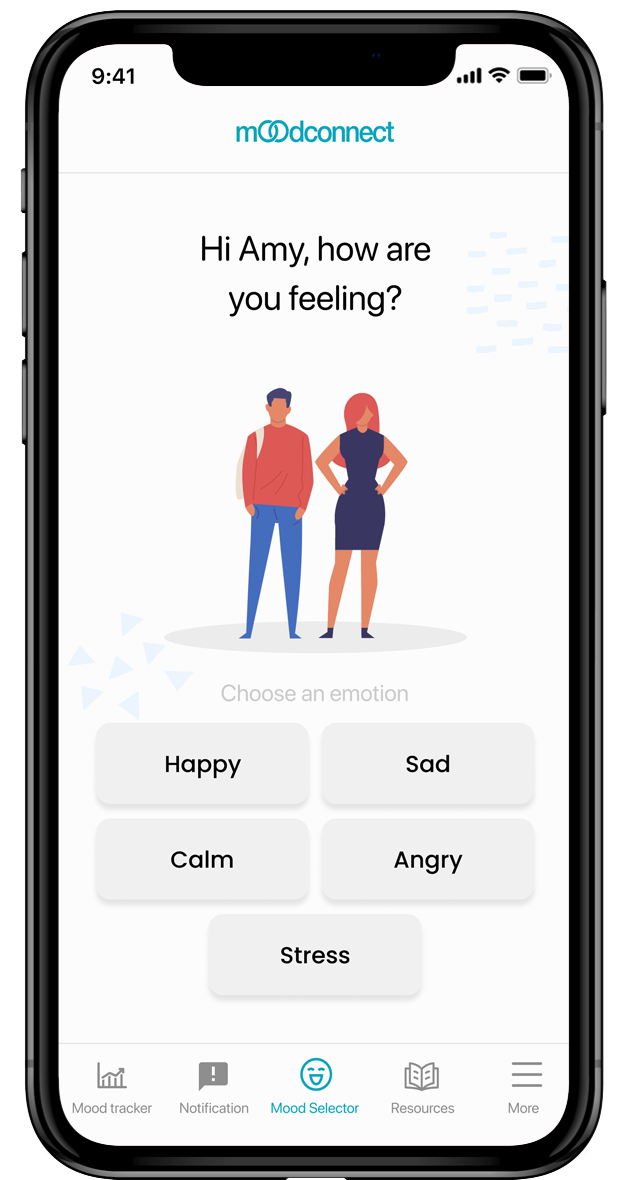 9:41
moodconnect
Hi Amy, how are
you feeling?
Choose an emotion
Happy
Sad
Calm
Angry
Stress
Mood tracker
Notification
Mood Selector
Resources
More